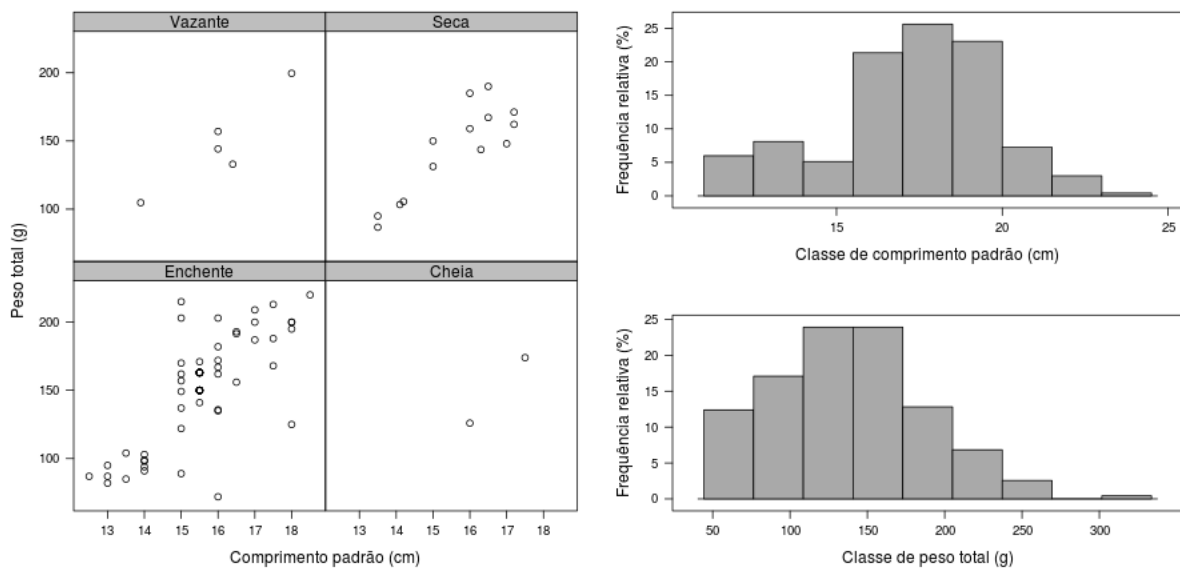 Vazante Seca
200
150
100
Enchente Cheia
200
150
100
13 14 15 16 17 18 13 14 15 16 17 18
Peso total (g)
Comprimento padrão (cm)
25
20
15
10
5
0
15 20 25
Frequência relativa (%)
Classe de comprimento padrão (cm)
25
20
15
10
5
0
50 100 150 200 250 300
Frequência relativa (%)
Classe de peso total (g)